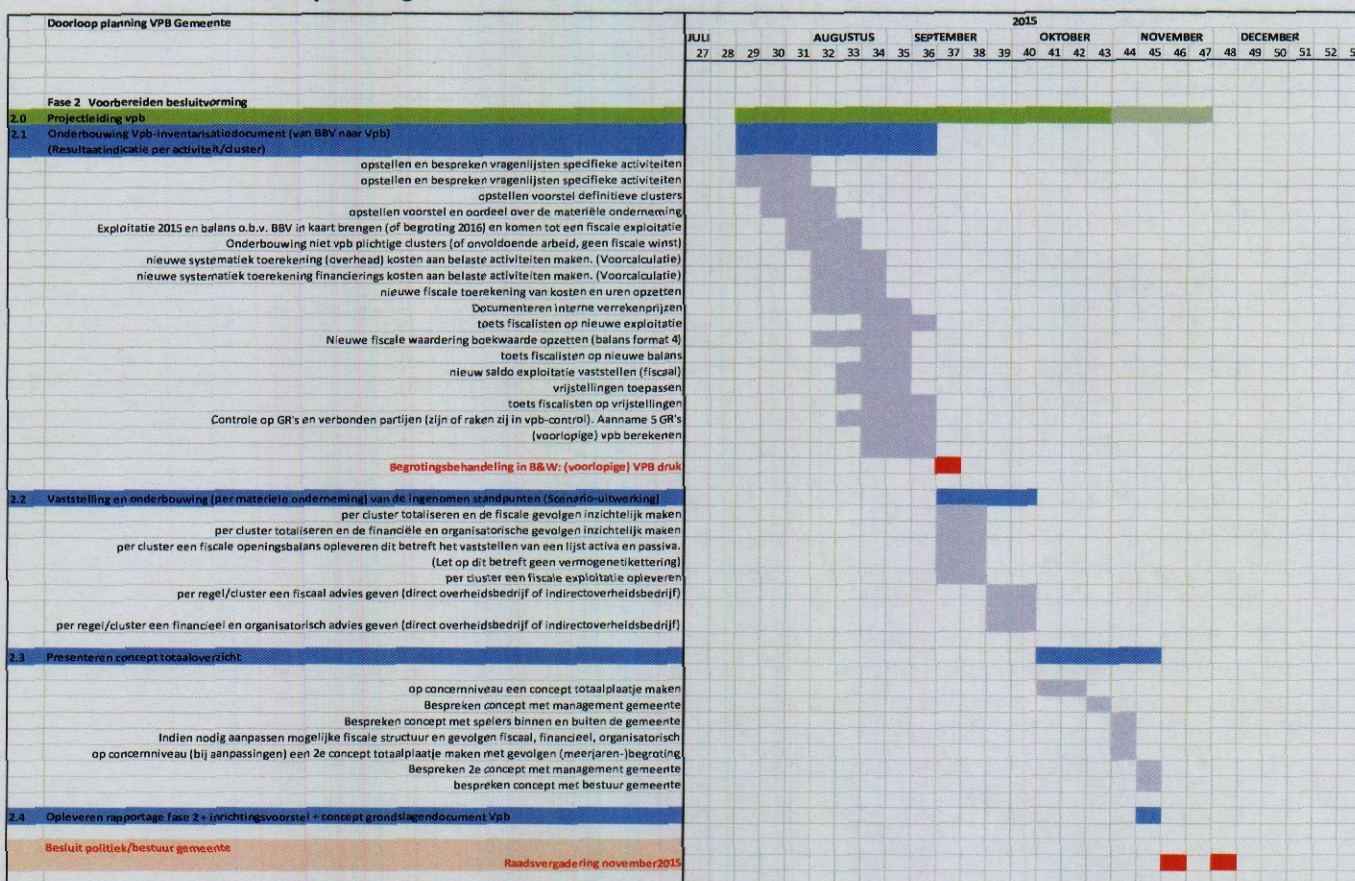 Doorloop planning VPB Gemeente
2015
JULI AUGUSTUS SEPTEMBER OKTOBER NOVEMBER DECEMBER
27 28 29 30 31 32 33 34 35 36 37 38 39 40 41 42 43 44 45 46 47 48 49 50 51 52 5
Fase 2 Voorbereiden besluitvorming
2.0 Projectleiding vpb
2.1 Onderbouwing Vpb-inventarisatiedocument (van BBV naar Vpb)
(Resultaatindicatie per activiteit/cluster)
opstellen en bespreken vragenlijsten specifieke activiteiten
opstellen en bespreken vragenlijsten specifieke activiteiten
opstellen voorstel definitieve clusters
opstellen voorstel en oordeel over de materiële onderneming
Exploitatie 2015 en balans o.b.v. BBV in kaart brengen (of begroting 2016) en komen tot een fiscale exploitatie
Onderbouwing niet vpb plichtige clusters (of onvoldoende arbeid, geen fiscale winst)
nieuwe systematiek toerekening (overhead) kosten aan belaste activiteiten maken. (Voorcalculatie)
nieuwe systematiek toerekening financierings kosten aan belaste activiteiten maken. (Voorcalculatie)
nieuwe fiscale toerekening van kosten en uren opzetten
Documenteren interne verrekenprijzen
toets fiscalisten op nieuwe exploitatie
Nieuwe fiscale waardering boekwaarde opzetten (balans format 4)
toets fiscalisten op nieuwe balans
nieuw saldo exploitatie vaststellen (fiscaal)
vrijstellingen toepassen
toets fiscalisten op vrijstellingen
Controle op GR's en verbonden partijen (zijn of raken zij in vpb-control). Aanname 5 GR's
(voorlopige) vpb berekenen
Begrotingsbehandeling in B&W: (voorlopige) VPB druk
2.2 Vaststelling en onderbouwing (per materiele onderneming) van de ingenomen standpunten (Scenario-uitwerking)
per cluster totaliseren en de fiscale gevolgen inzichtelijk maken
per cluster totaliseren en de financiële en organisatorische gevolgen inzichtelijk maken
per cluster een fiscale openingsbalans opleveren dit betreft het vaststellen van een lijst activa en passiva.
(Let op dit betreft geen vermogenetikettering)
per cluster een fiscale exploitatie opleveren
per regel/cluster een fiscaal advies geven (direct overheidsbedrijf of indirectoverheidsbedrijf)
per regel/cluster een financieel en organisatorisch advies geven (direct overheidsbedrijf of indirectoverheidsbedrijf)
2.3 Presenteren concept totaaloverzicht
op concernniveau een concept totaalplaatje maken
Bespreken concept met management gemeente
Bespreken concept met spelers binnen en buiten de gemeente
Indien nodig aanpassen mogelijke fiscale structuur en gevolgen fiscaal, financieel, organisatorisch
op concernniveau (bij aanpassingen) een 2e concept totaalplaatje maken met gevolgen (meerjaren-)begroting
Bespreken 2e concept met management gemeente
bespreken concept met bestuur gemeente
2.4 Opleveren rapportage fase 2 + inrichtingsvoorstel + concept grondslagendocument Vpb
Besluit politiek/bestuur gemeente
Raadsvergadering november2015